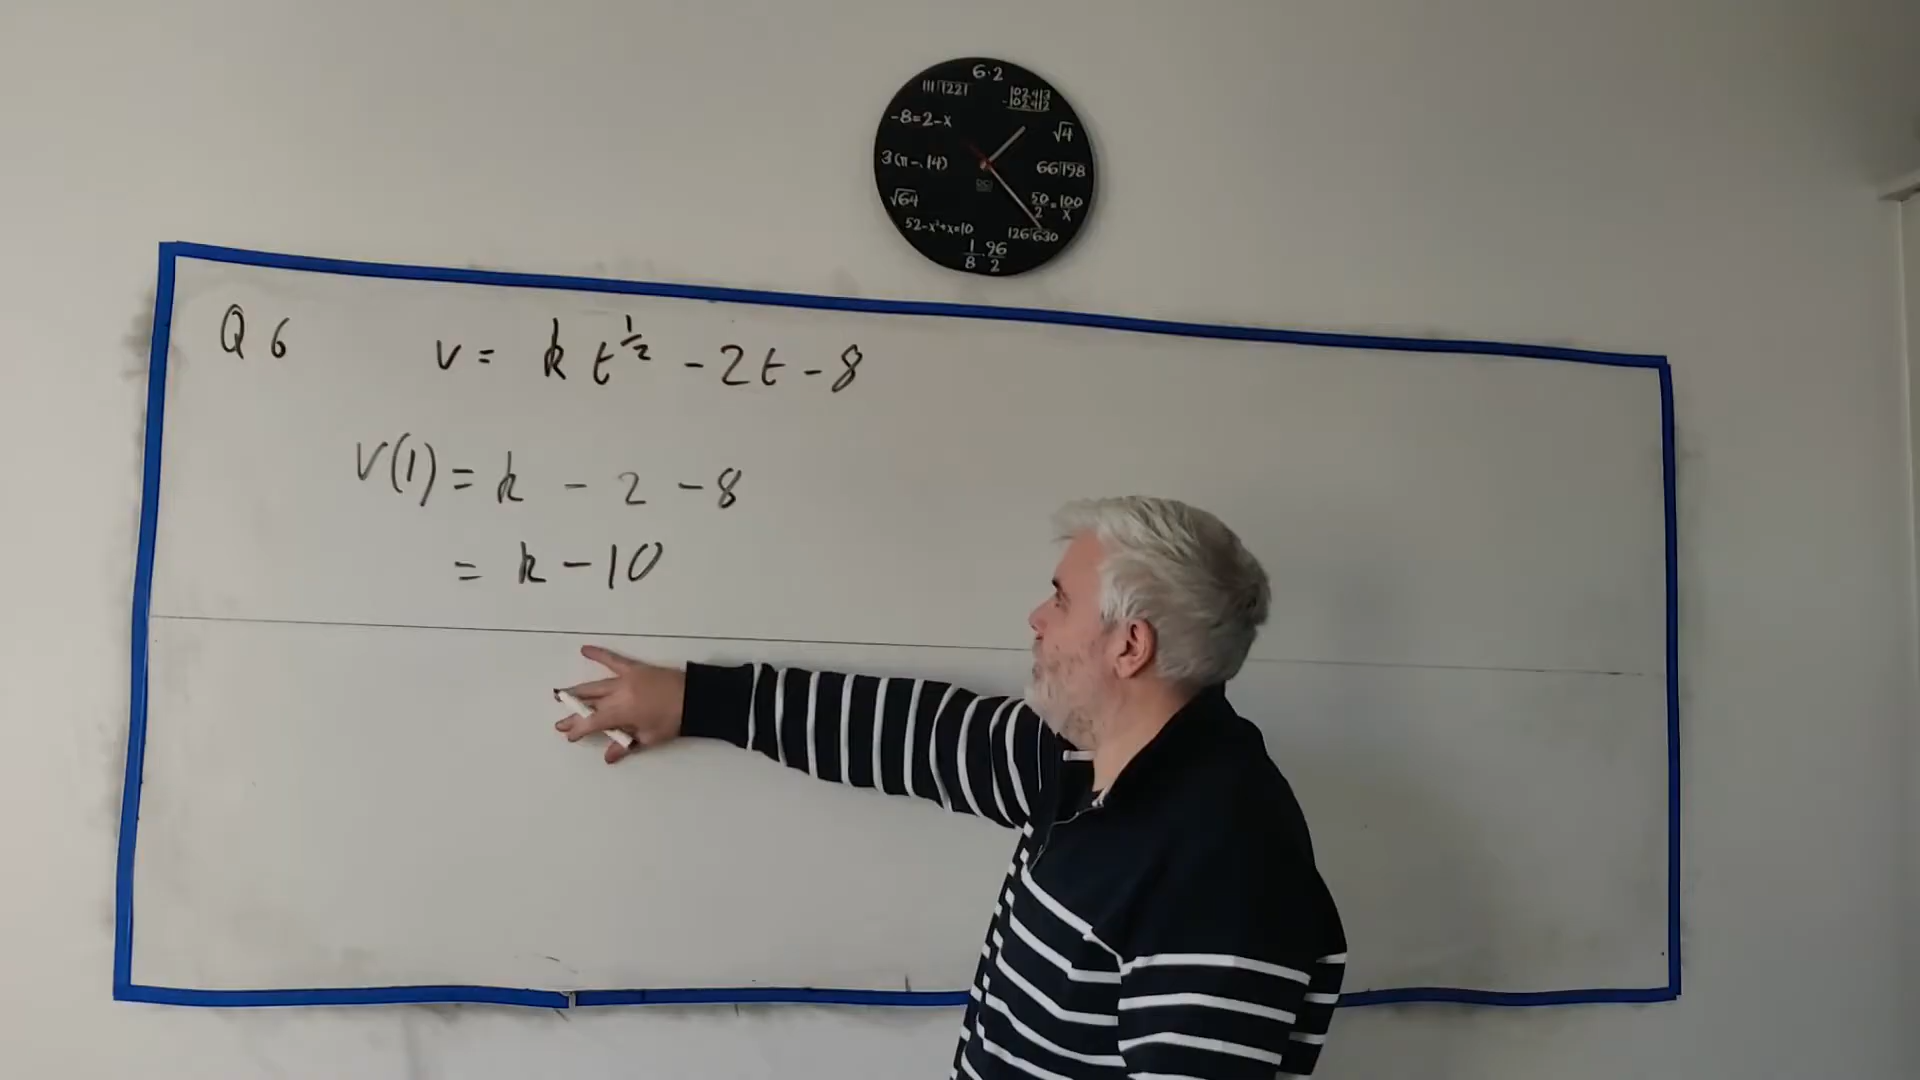 6·2
111⟌1221
102,413
-102,412
-8=2-x
√4
3(π-.14)
66⟌198
√64
50/2=100/x
52-x²+x=10
126⟌630
1/8·96/2
Q6 v = k t^½ - 2t - 8
v(1) = k - 2 - 8
= k - 10